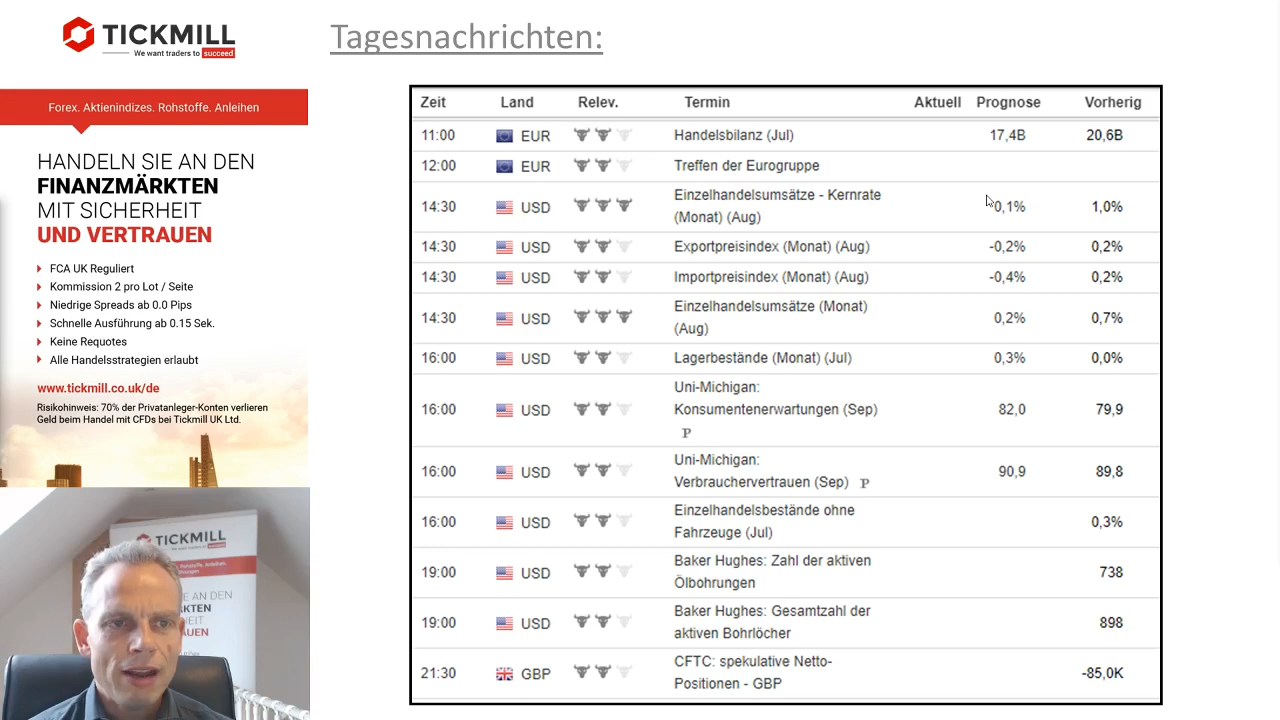 TICKMILL
We want traders to succeed
Forex. Aktienindizes. Rohstoffe. Anleihen
HANDELN SIE AN DEN
FINANZMÄRKTEN
MIT SICHERHEIT
UND VERTRAUEN
FCA UK Reguliert
Kommission 2 pro Lot / Seite
Niedrige Spreads ab 0.0 Pips
Schnelle Ausführung ab 0.15 Sek.
Keine Requotes
Alle Handelsstrategien erlaubt
www.tickmill.co.uk/de
Risikohinweis: 70% der Privatanleger-Konten verlieren
Geld beim Handel mit CFDs bei Tickmill UK Ltd.
TICKMILL
Tagesnachrichten:
Zeit Land Relev. Termin Aktuell Prognose Vorherig
11:00 EUR Handelsbilanz (Jul) 17,4B 20,6B
12:00 EUR Treffen der Eurogruppe
14:30 USD Einzelhandelsumsätze - Kernrate
(Monat) (Aug) 0,1% 1,0%
14:30 USD Exportpreisindex (Monat) (Aug) -0,2% 0,2%
14:30 USD Importpreisindex (Monat) (Aug) -0,4% 0,2%
14:30 USD Einzelhandelsumsätze (Monat)
(Aug) 0,2% 0,7%
16:00 USD Lagerbestände (Monat) (Jul) 0,3% 0,0%
Uni-Michigan:
16:00 USD Konsumentenerwartungen (Sep) 82,0 79,9
P
16:00 USD Uni-Michigan:
Verbrauchervertrauen (Sep) P 90,9 89,8
16:00 USD Einzelhandelsbestände ohne
Fahrzeuge (Jul) 0,3%
19:00 USD Baker Hughes: Zahl der aktiven
Ölbohrungen 738
19:00 USD Baker Hughes: Gesamtzahl der
aktiven Bohrlöcher 898
21:30 GBP CFTC: spekulative Netto-
Positionen - GBP -85,0K